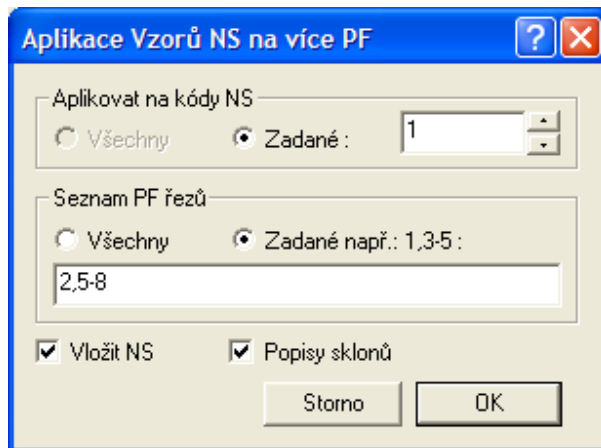 Aplikace Vzorů NS na více PF
Aplikovat na kódy NS
Všechny Zadané : 1
Seznam PF řezů
Všechny Zadané např.: 1,3-5 :
2,5-8
Vložit NS Popisy sklonů
Storno OK